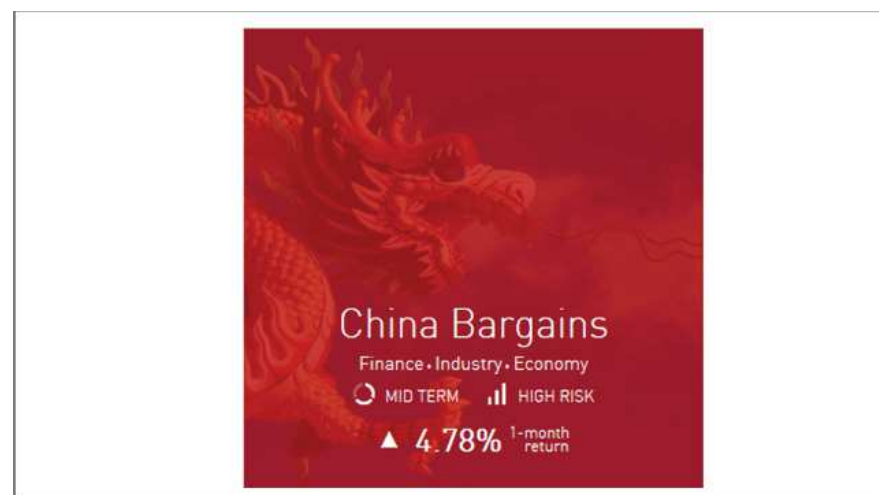 China Bargains
Finance • Industry • Economy
MID TERM HIGH RISK
▲ 4.78% 1-month return